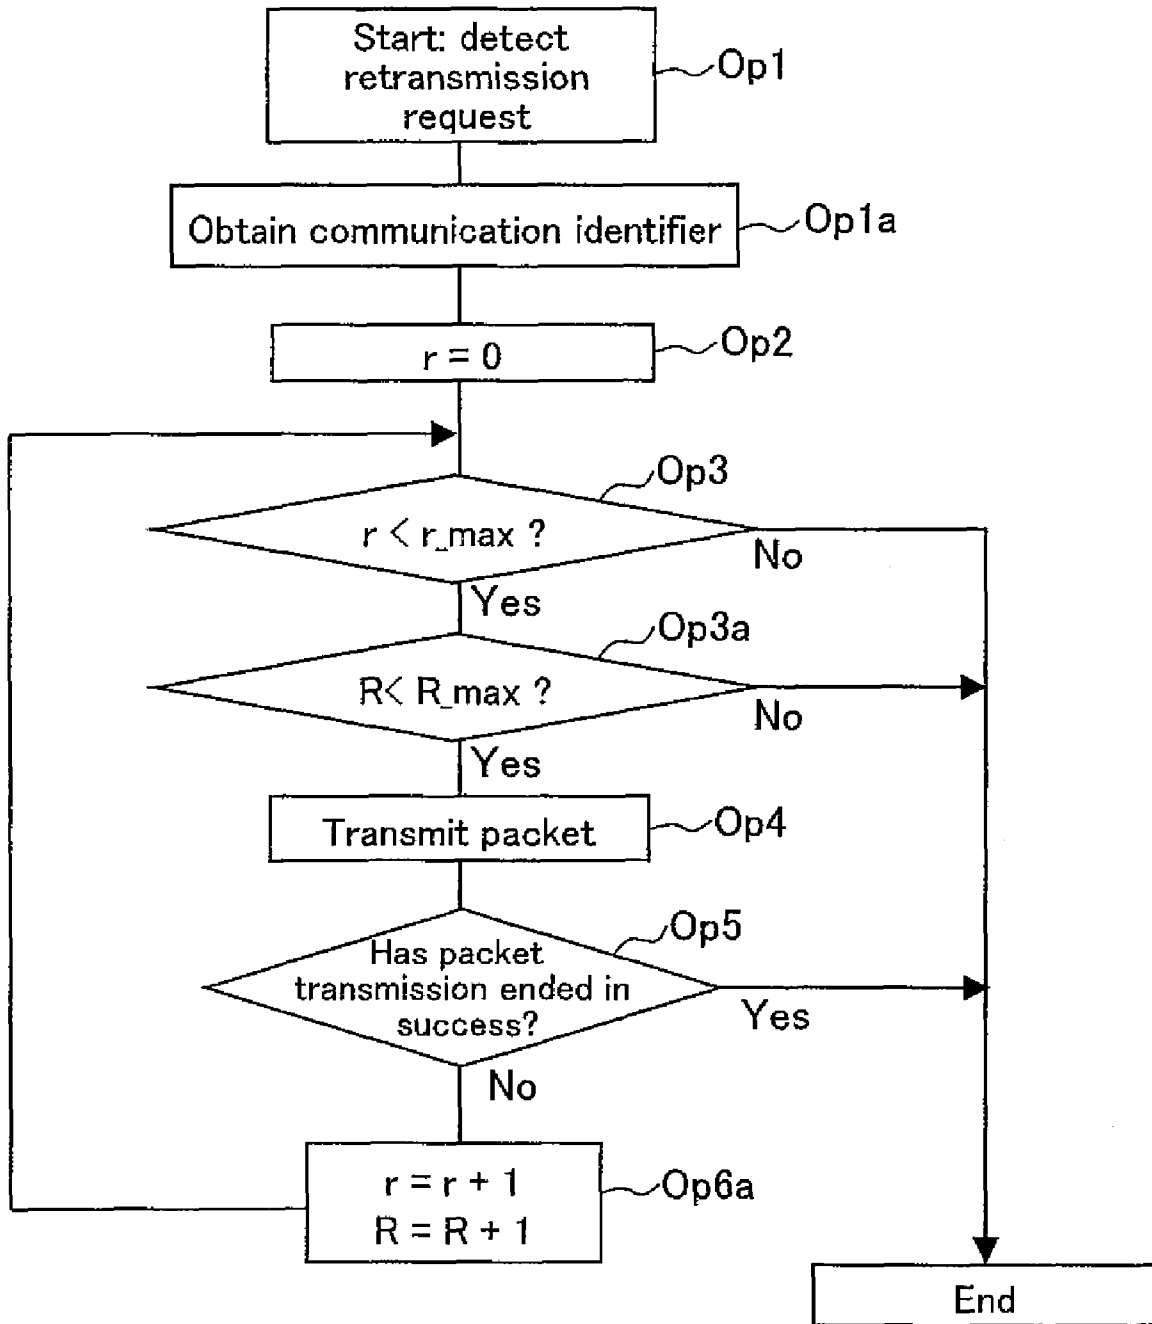 Start: detect
retransmission
request
Op1
Obtain communication identifier
Op1a
r = 0
Op2
Op3
r < r_max ?
No
Yes
Op3a
R< R_max ?
No
Yes
Transmit packet
Op4
Op5
Has packet
transmission ended in
success?
Yes
No
r = r + 1
R = R + 1
Op6a
End